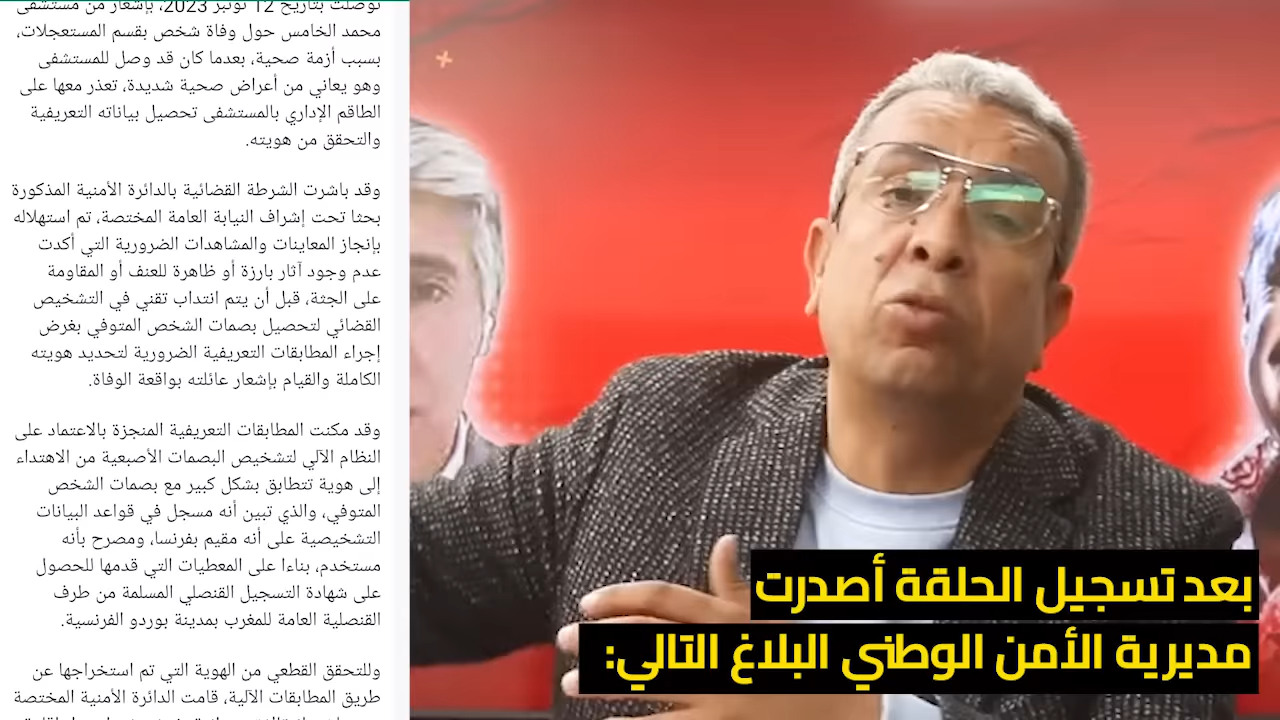 توصلت بتاريخ 12 نونبر 2023، بإشعار من مستشفى
محمد الخامس حول وفاة شخص بقسم المستعجلات،
بسبب أزمة صحية، بعدما كان قد وصل للمستشفى
وهو يعاني من أعراض صحية شديدة، تعذر معها على
الطاقم الإداري بالمستشفى تحصيل بياناته التعريفية
والتحقق من هويته.
وقد باشرت الشرطة القضائية بالدائرة الأمنية المذكورة
بحثا تحت إشراف النيابة العامة المختصة، تم استهلاله
بإنجاز المعاينات والمشاهدات الضرورية التي أكدت
عدم وجود آثار بارزة أو ظاهرة للعنف أو المقاومة
على الجثة، قبل أن يتم انتداب تقني في التشخيص
القضائي لتحصيل بصمات الشخص المتوفي بغرض
إجراء المطابقات التعريفية الضرورية لتحديد هويته
الكاملة والقيام بإشعار عائلته بواقعة الوفاة.
وقد مكنت المطابقات التعريفية المنجزة بالاعتماد على
النظام الآلي لتشخيص البصمات الأصبعية من الاهتداء
إلى هوية تتطابق بشكل كبير مع بصمات الشخص
المتوفي، والذي تبين أنه مسجل في قواعد البيانات
التشخيصية على أنه مقيم بفرنسا، ومصرح بأنه
مستخدم، بناءا على المعطيات التي قدمها للحصول
على شهادة التسجيل القنصلي المسلمة من طرف
القنصلية العامة للمغرب بمدينة بوردو الفرنسية.
وللتحقق القطعي من الهوية التي تم استخراجها عن
طريق المطابقات الآلية، قامت الدائرة الأمنية المختصة
بعد تسجيل الحلقة أصدرت
مديرية الأمن الوطني البلاغ التالي: